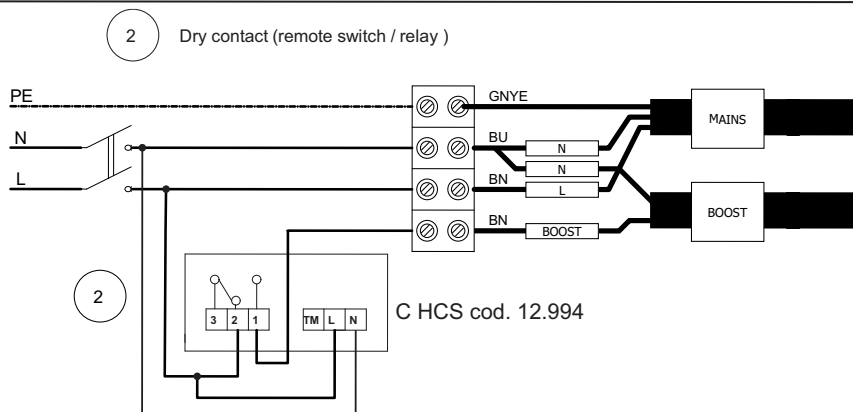 2 Dry contact (remote switch / relay )
PE GNYE
MAINS
N BU N
N
L BN L
BOOST
BN BOOST
2
C HCS cod. 12.994
3 2 1 TM L N